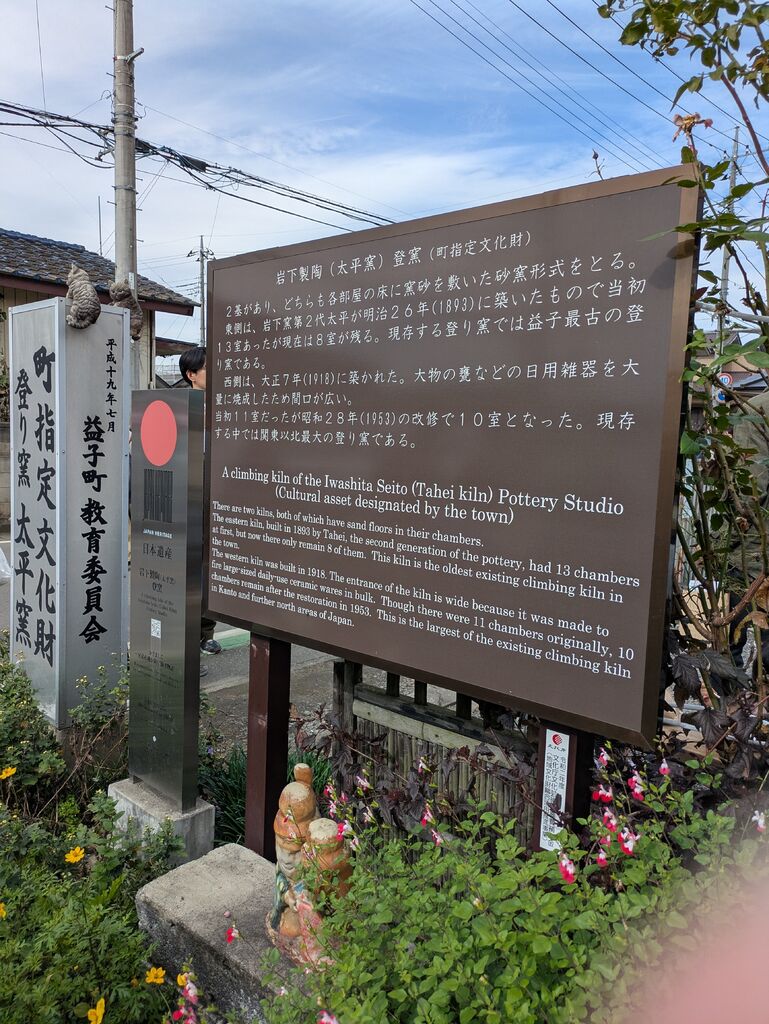 岩下製陶(太平窯)登窯(町指定文化財)
2基があり、どちらも各部屋の床に窯砂を敷いた砂窯形式をとる。
東側は、岩下窯第2代太平が明治26年(1893)に築いたもので当初
13室あったが現在は8室が残る。現存する登り窯では益子最古の登
り窯である。
西側は、大正7年(1918)に築かれた。大物の甕などの日用雑器を大
量に焼成したため間口が広い。
当初11室だったが昭和28年(1953)の改修で10室となった。現存
する中では関東以北最大の登り窯である。
A climbing kiln of the Iwashita Seito (Tahei kiln) Pottery Studio
(Cultural asset designated by the town)
There are two kilns, both of which have sand floors in their chambers.
The eastern kiln, built in 1893 by Tahei, the second generation of the pottery, had 13 chambers
at first, but now there only remain 8 of them. This kiln is the oldest existing climbing kiln in
the town.
The western kiln was built in 1918. The entrance of the kiln is wide because it was made to
fire large-sized daily-use ceramic wares in bulk. Though there were 11 chambers originally, 10
chambers remain after the restoration in 1953. This is the largest of the existing climbing kiln
in Kanto and further north areas of Japan.
町指定文化財
登り窯 太平窯
平成十九年七月
益子町教育委員会
JAPAN HERITAGE
日本遺産